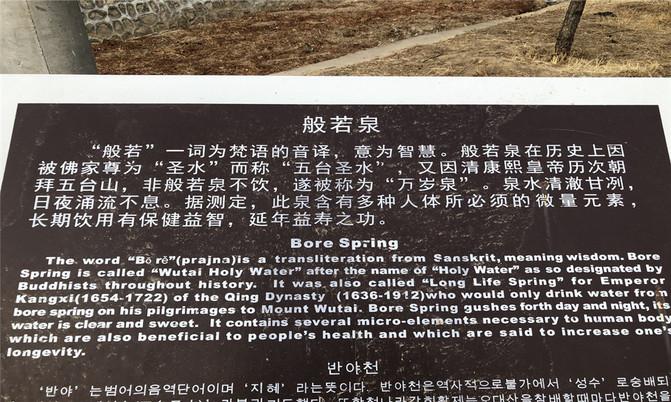 般若泉
“般若”一词为梵语的音译，意为智慧。般若泉在历史上因
被佛家尊为“圣水”而称“五台圣水”，又因清康熙皇帝历次朝
拜五台山，非般若泉不饮，遂被称为“万岁泉”。泉水清澈甘冽，
日夜涌流不息。据测定，此泉含有多种人体所必须的微量元素，
长期饮用有保健益智，延年益寿之功。
Bore Spring
The word “Bō rě”(prajna)is a transliteration from Sanskrit, meaning wisdom. Bore
Spring is called “Wutai Holy Water” after the name of “Holy Water” as so designated by
Buddhists throughout history. It was also called “Long Life Spring” for Emperor
Kangxi(1654-1722) of the Qing Dynasty (1636-1912)who would only drink water from
bore spring on his pilgrimages to Mount Wutai. Bore Spring gushes forth day and night, its
water is clear and sweet. It contains several micro-elements necessary to human body
which are also beneficial to people's health and which are said to increase one's
longevity.
반야천
‘반야’는범어의음역단어이며‘지혜’라는뜻이다. 반야천은역사적으로불가에서‘성수’로숭배되